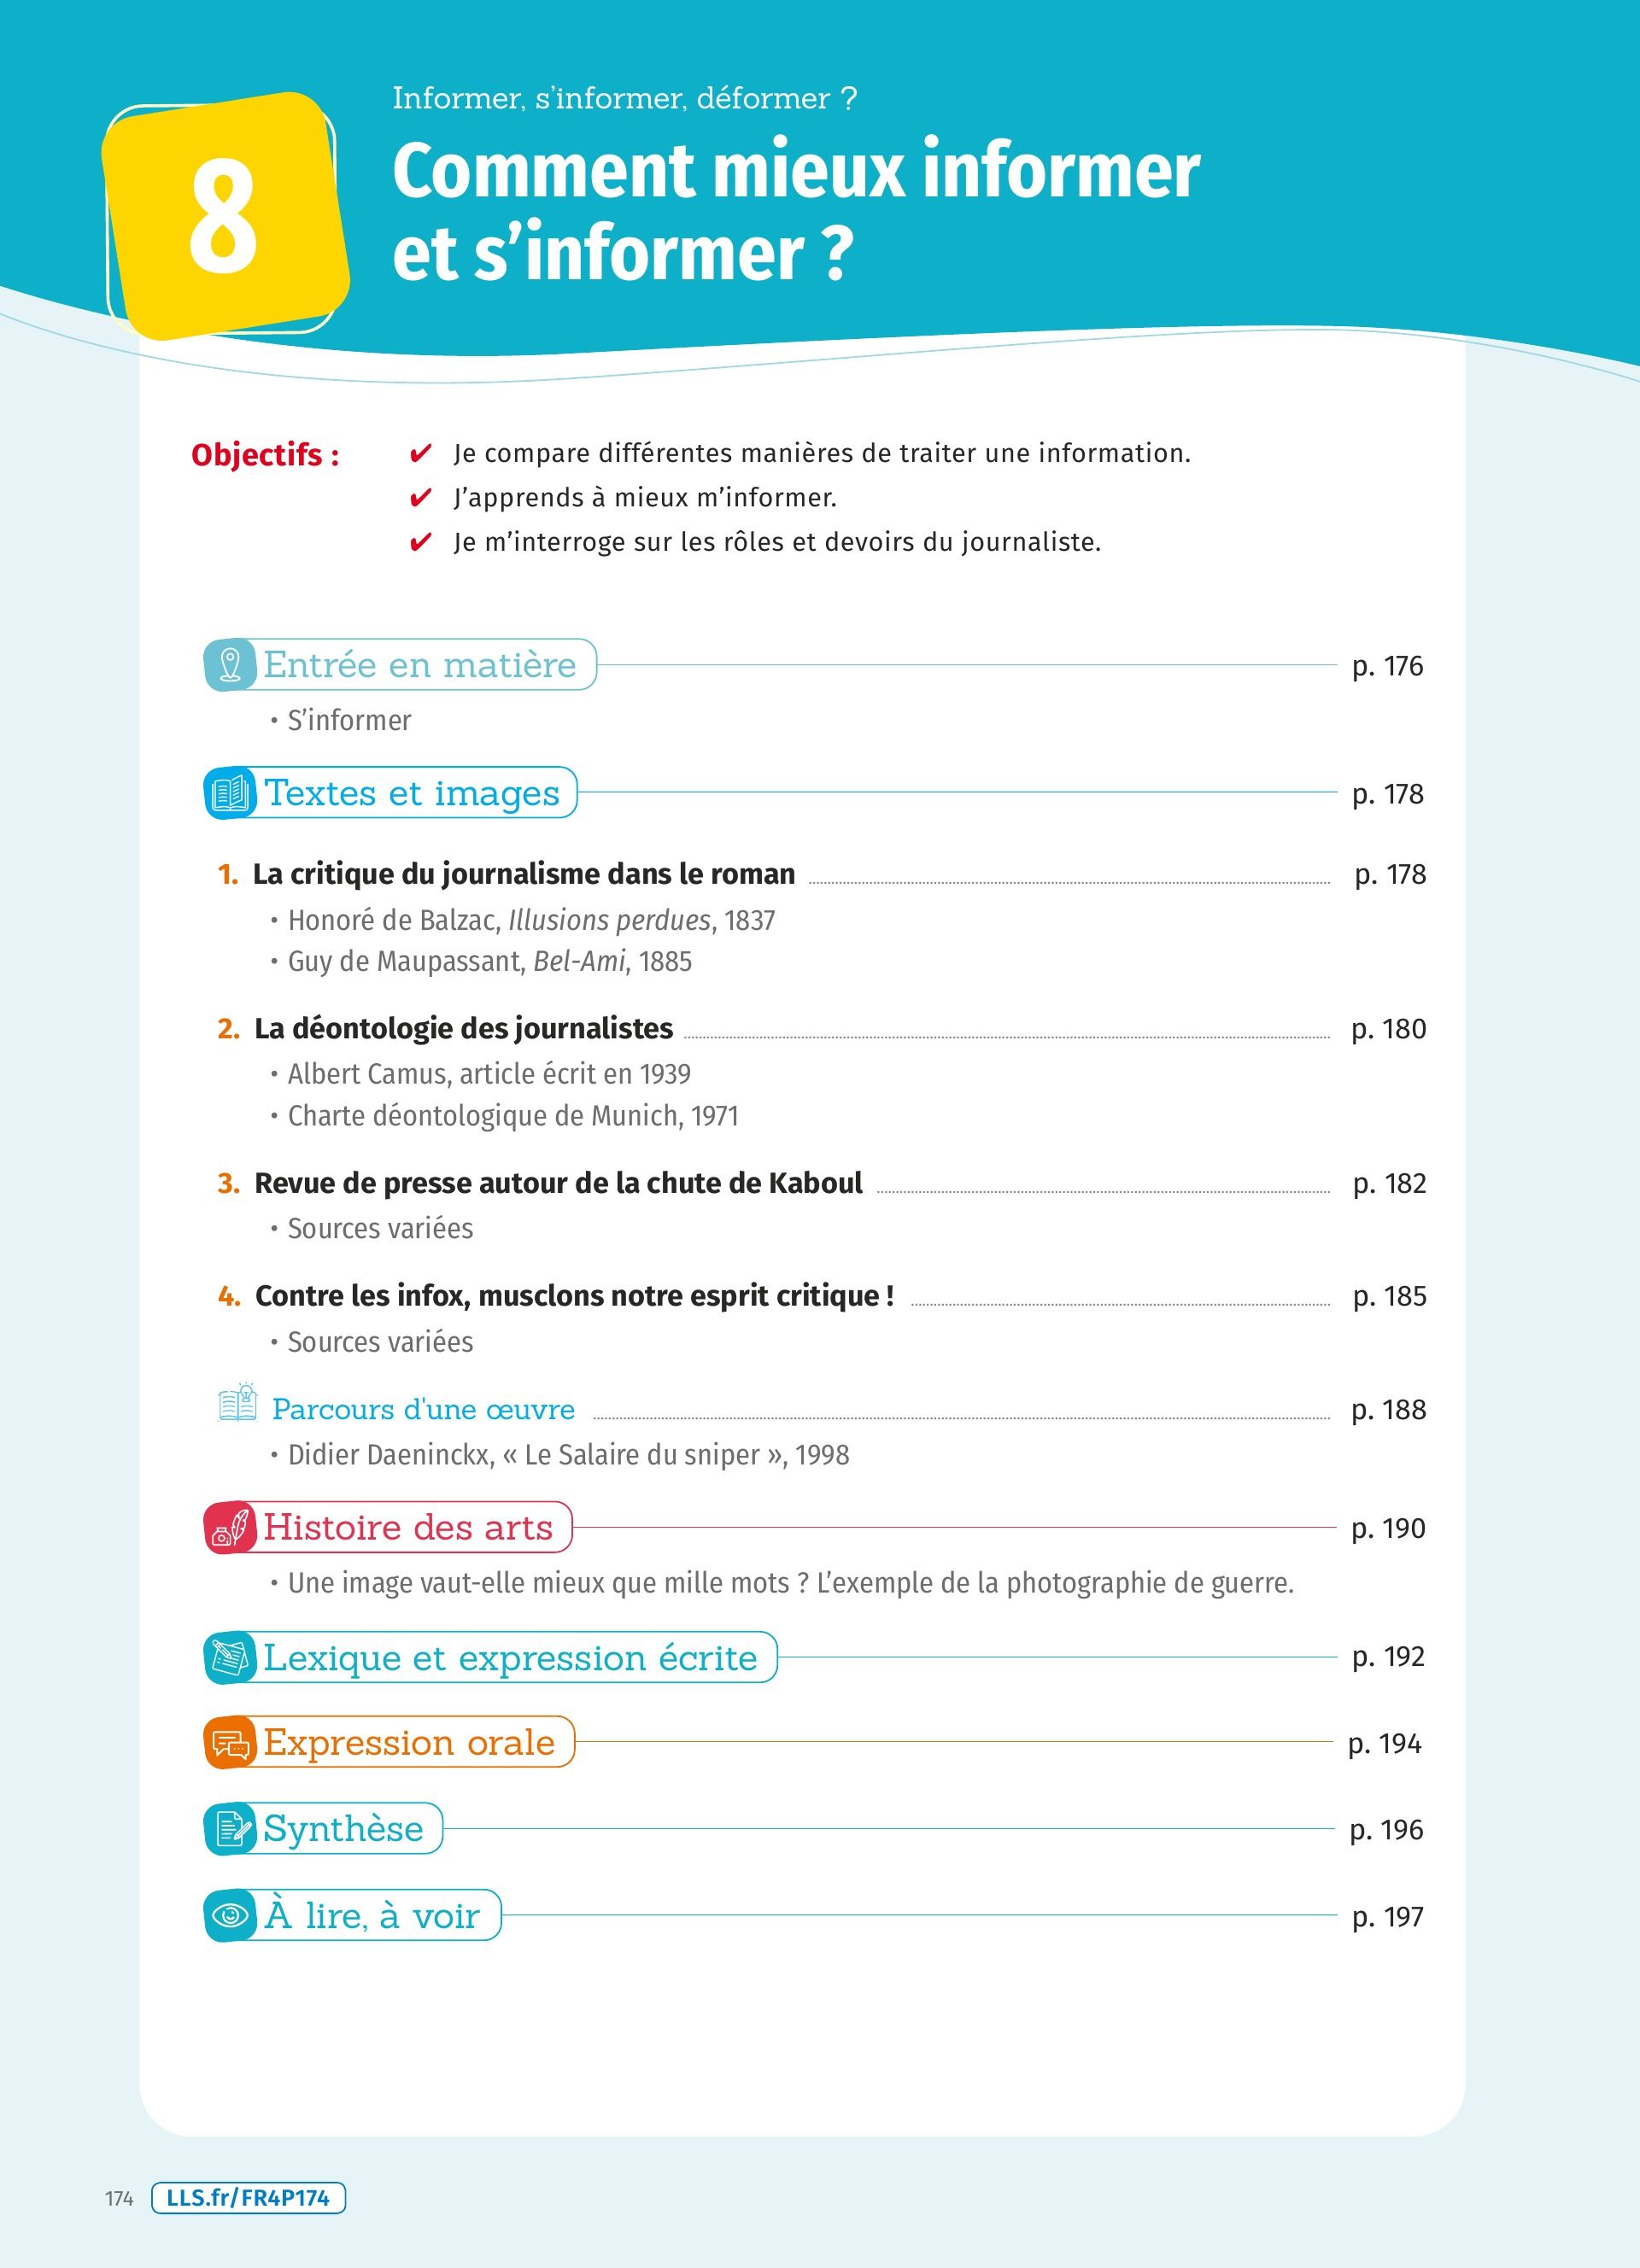 Informer, s’informer, déformer ?
8
Comment mieux informer
et s’informer ?
Objectifs :
✔ Je compare différentes manières de traiter une information.
✔ J’apprends à mieux m’informer.
✔ Je m’interroge sur les rôles et devoirs du journaliste.
Entrée en matière p. 176
• S’informer
Textes et images p. 178
1. La critique du journalisme dans le roman p. 178
• Honoré de Balzac, Illusions perdues, 1837
• Guy de Maupassant, Bel-Ami, 1885
2. La déontologie des journalistes p. 180
• Albert Camus, article écrit en 1939
• Charte déontologique de Munich, 1971
3. Revue de presse autour de la chute de Kaboul p. 182
• Sources variées
4. Contre les infox, musclons notre esprit critique ! p. 185
• Sources variées
Parcours d'une œuvre p. 188
• Didier Daeninckx, « Le Salaire du sniper », 1998
Histoire des arts p. 190
• Une image vaut-elle mieux que mille mots ? L’exemple de la photographie de guerre.
Lexique et expression écrite p. 192
Expression orale p. 194
Synthèse p. 196
À lire, à voir p. 197
174 LLS.fr/FR4P174